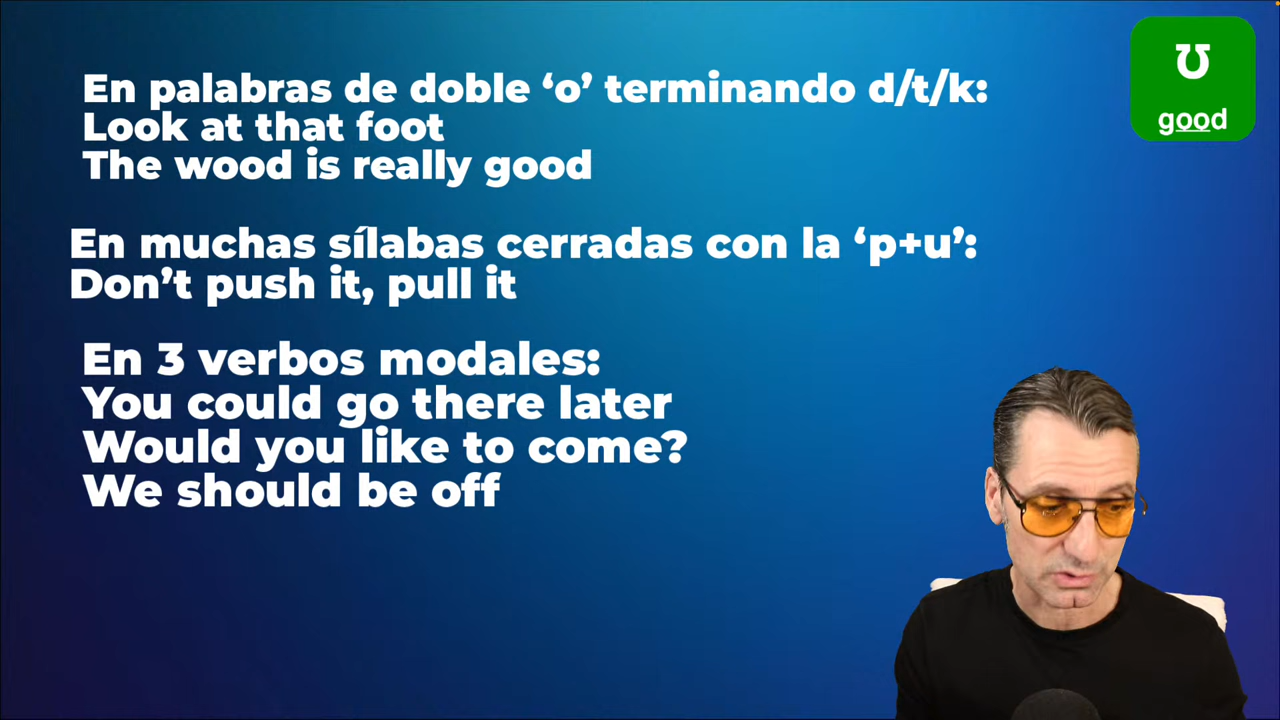 En palabras de doble ‘o’ terminando d/t/k:
Look at that foot
The wood is really good
En muchas sílabas cerradas con la ‘p+u’:
Don’t push it, pull it
En 3 verbos modales:
You could go there later
Would you like to come?
We should be off
ʊ
good